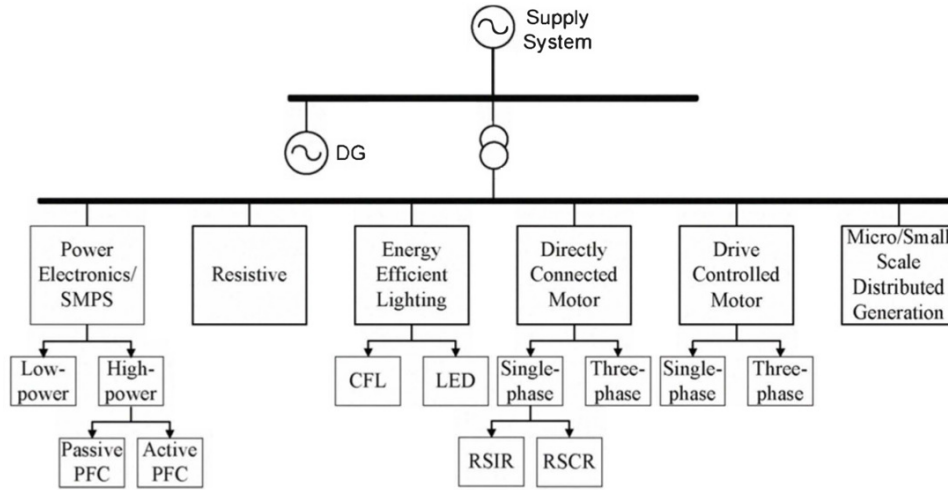 Supply
System
DG
Power
Electronics/
SMPS
Resistive
Energy
Efficient
Lighting
Directly
Connected
Motor
Drive
Controlled
Motor
Micro/Small
Scale
Distributed
Generation
Low-
power
High-
power
CFL
LED
Single-
phase
Three-
phase
Single-
phase
Three-
phase
Passive
PFC
Active
PFC
RSIR
RSCR